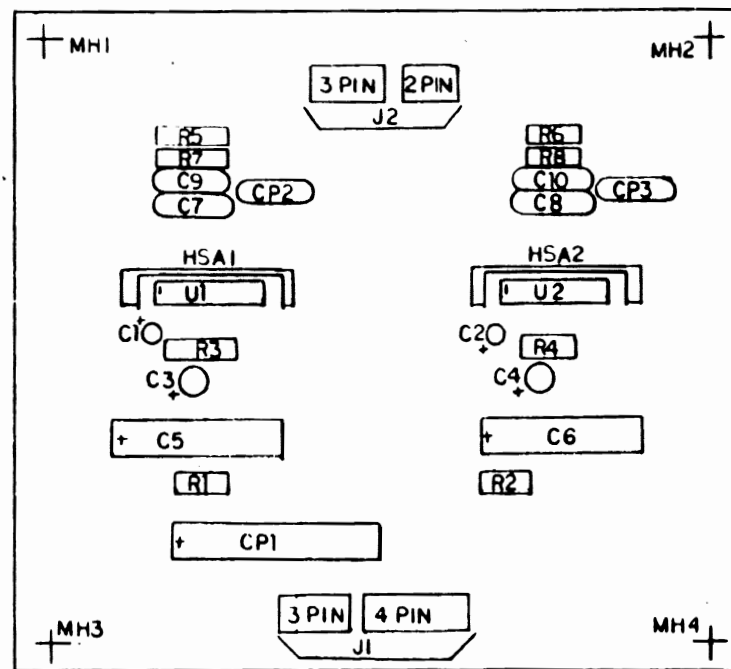 MH1 MH2
3 PIN 2 PIN
J2
R5 R6
R7 R8
C9 C10
CP2 CP3
C7 C8
HSA1 HSA2
U1 U2
+ +
C1 C2
R3 R4
C3 C4
+ +
+ C5 + C6
R1 R2
+ CP1
3 PIN 4 PIN
MH3 J1 MH4